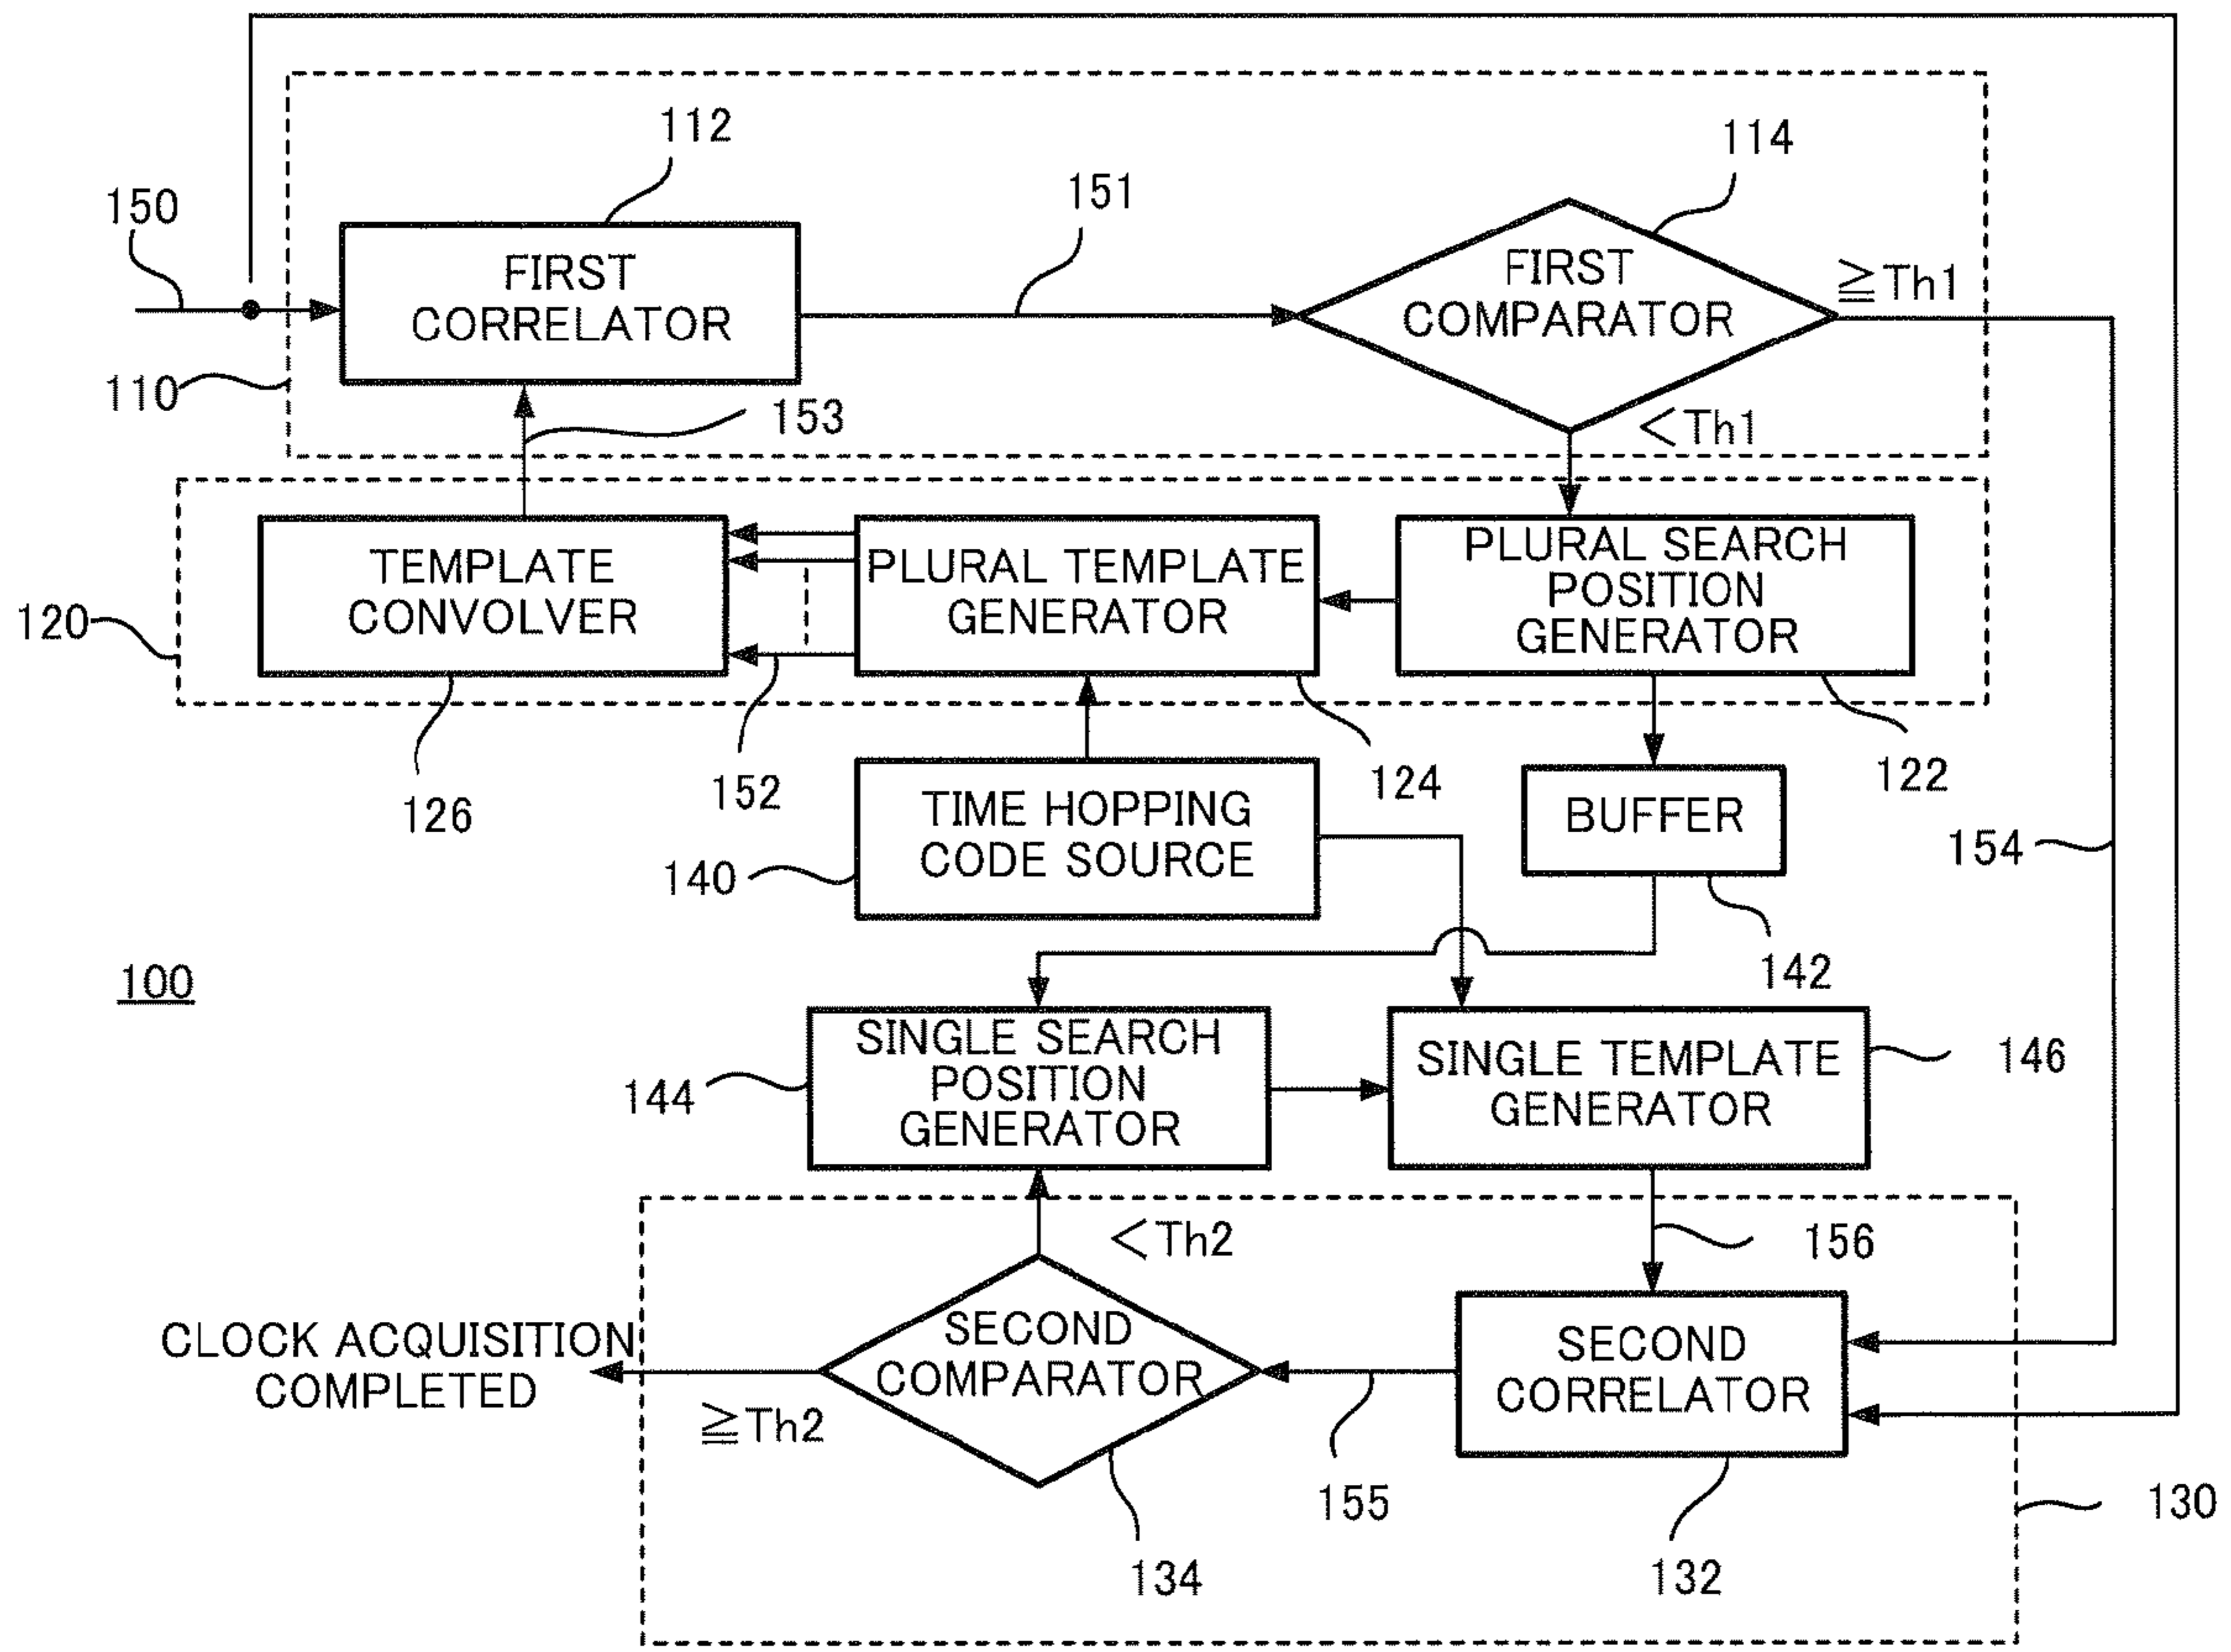 112
114
150
151
FIRST
CORRELATOR
FIRST
COMPARATOR
≧Th1
110
153
<Th1
TEMPLATE
CONVOLVER
PLURAL TEMPLATE
GENERATOR
PLURAL SEARCH
POSITION
GENERATOR
120
126
152
124
122
TIME HOPPING
CODE SOURCE
BUFFER
140
154
142
100
SINGLE SEARCH
POSITION
GENERATOR
SINGLE TEMPLATE
GENERATOR
144
146
<Th2
156
CLOCK ACQUISITION
COMPLETED
SECOND
COMPARATOR
SECOND
CORRELATOR
≧Th2
155
130
134
132